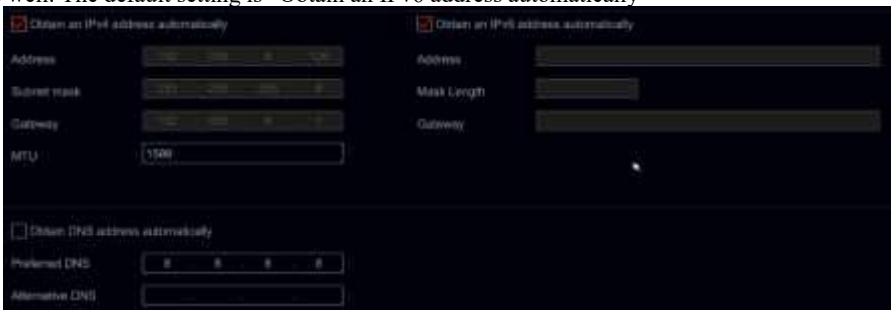 well. The default setting is "Obtain an IPv6 address automatically"
Obtain an IPv4 address automatically
Address
Subnet mask
Gateway
MTU 1500
Obtain an IPv6 address automatically
Address
Mask Length
Gateway
Obtain DNS address automatically
Preferred DNS 8 . 8 . 8 . 8
Alternative DNS . . .